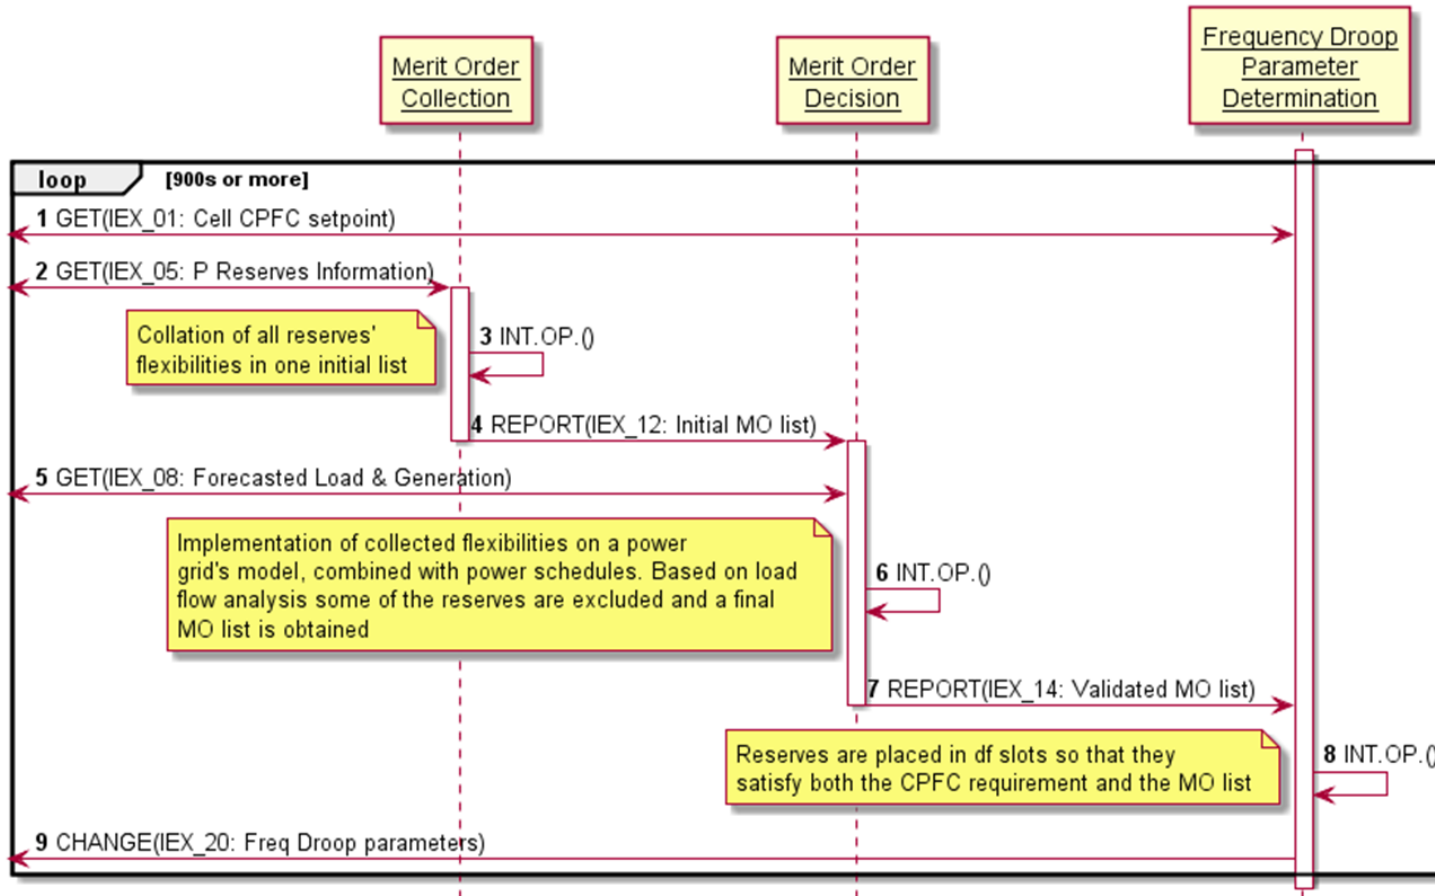 Merit Order
Collection
Merit Order
Decision
Frequency Droop
Parameter
Determination
loop [900s or more]
1 GET(IEX_01: Cell CPFC setpoint)
2 GET(IEX_05: P Reserves Information)
Collation of all reserves'
flexibilities in one initial list
3 INT.OP.()
4 REPORT(IEX_12: Initial MO list)
5 GET(IEX_08: Forecasted Load & Generation)
Implementation of collected flexibilities on a power
grid's model, combined with power schedules. Based on load
flow analysis some of the reserves are excluded and a final
MO list is obtained
6 INT.OP.()
7 REPORT(IEX_14: Validated MO list)
Reserves are placed in df slots so that they
satisfy both the CPFC requirement and the MO list
8 INT.OP.()
9 CHANGE(IEX_20: Freq Droop parameters)